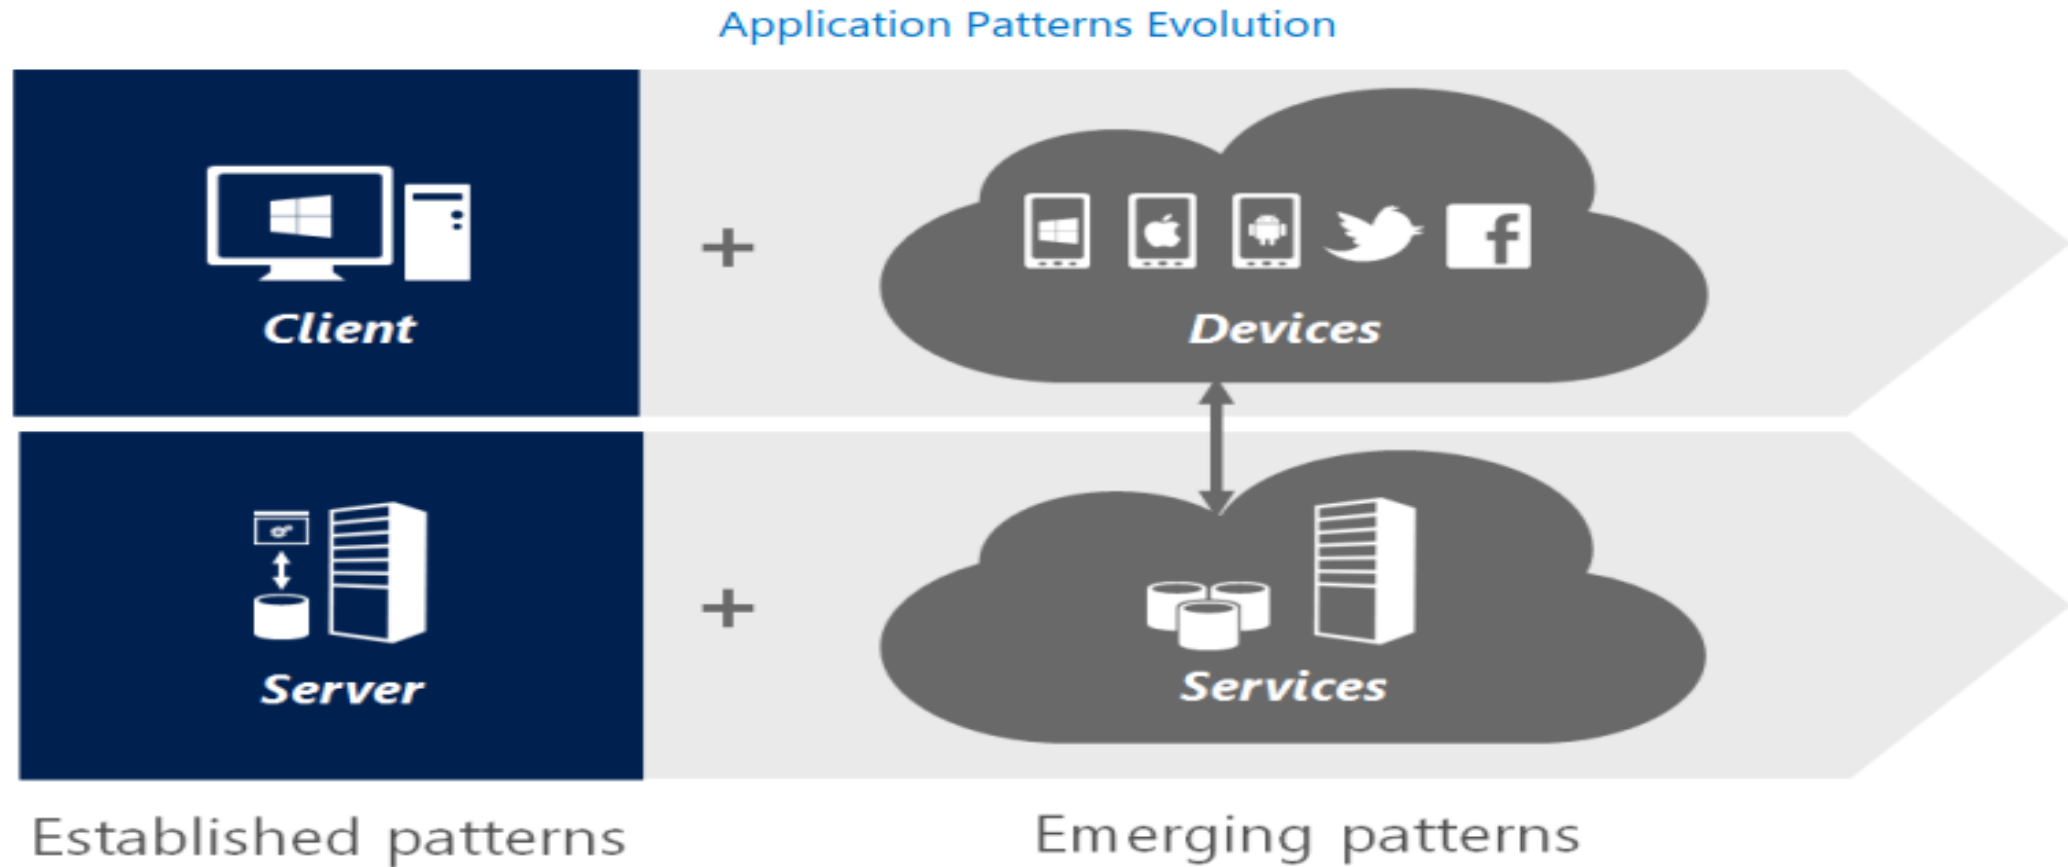 Application Patterns Evolution
Client
Devices
Server
Services
Established patterns
Emerging patterns